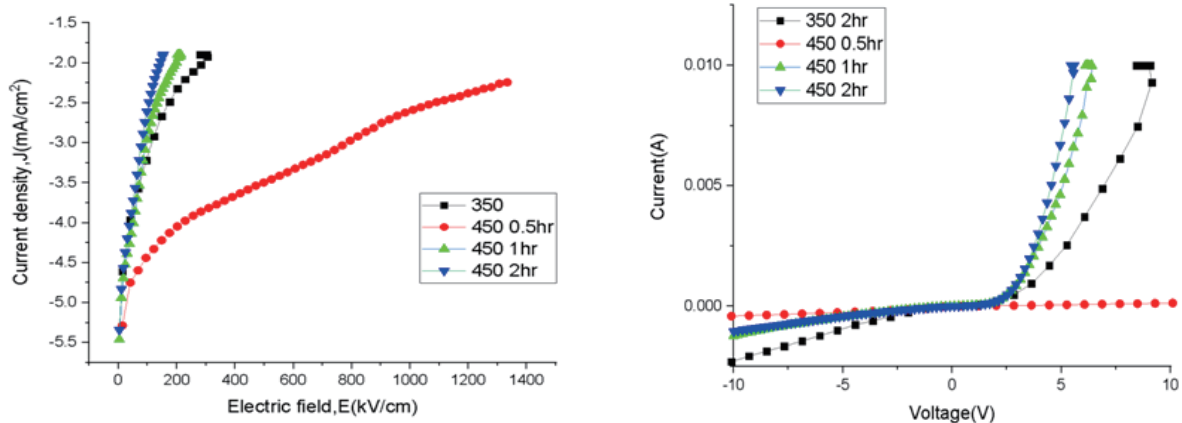 -1.5
-2.0
-2.5
-3.0
-3.5
-4.0
-4.5
-5.0
-5.5
Current density,J(mA/cm²)
350
450 0.5hr
450 1hr
450 2hr
0 200 400 600 800 1000 1200 1400
Electric field,E(kV/cm)
350 2hr
450 0.5hr
450 1hr
450 2hr
0.010
0.005
0.000
Current(A)
-10 -5 0 5 10
Voltage(V)